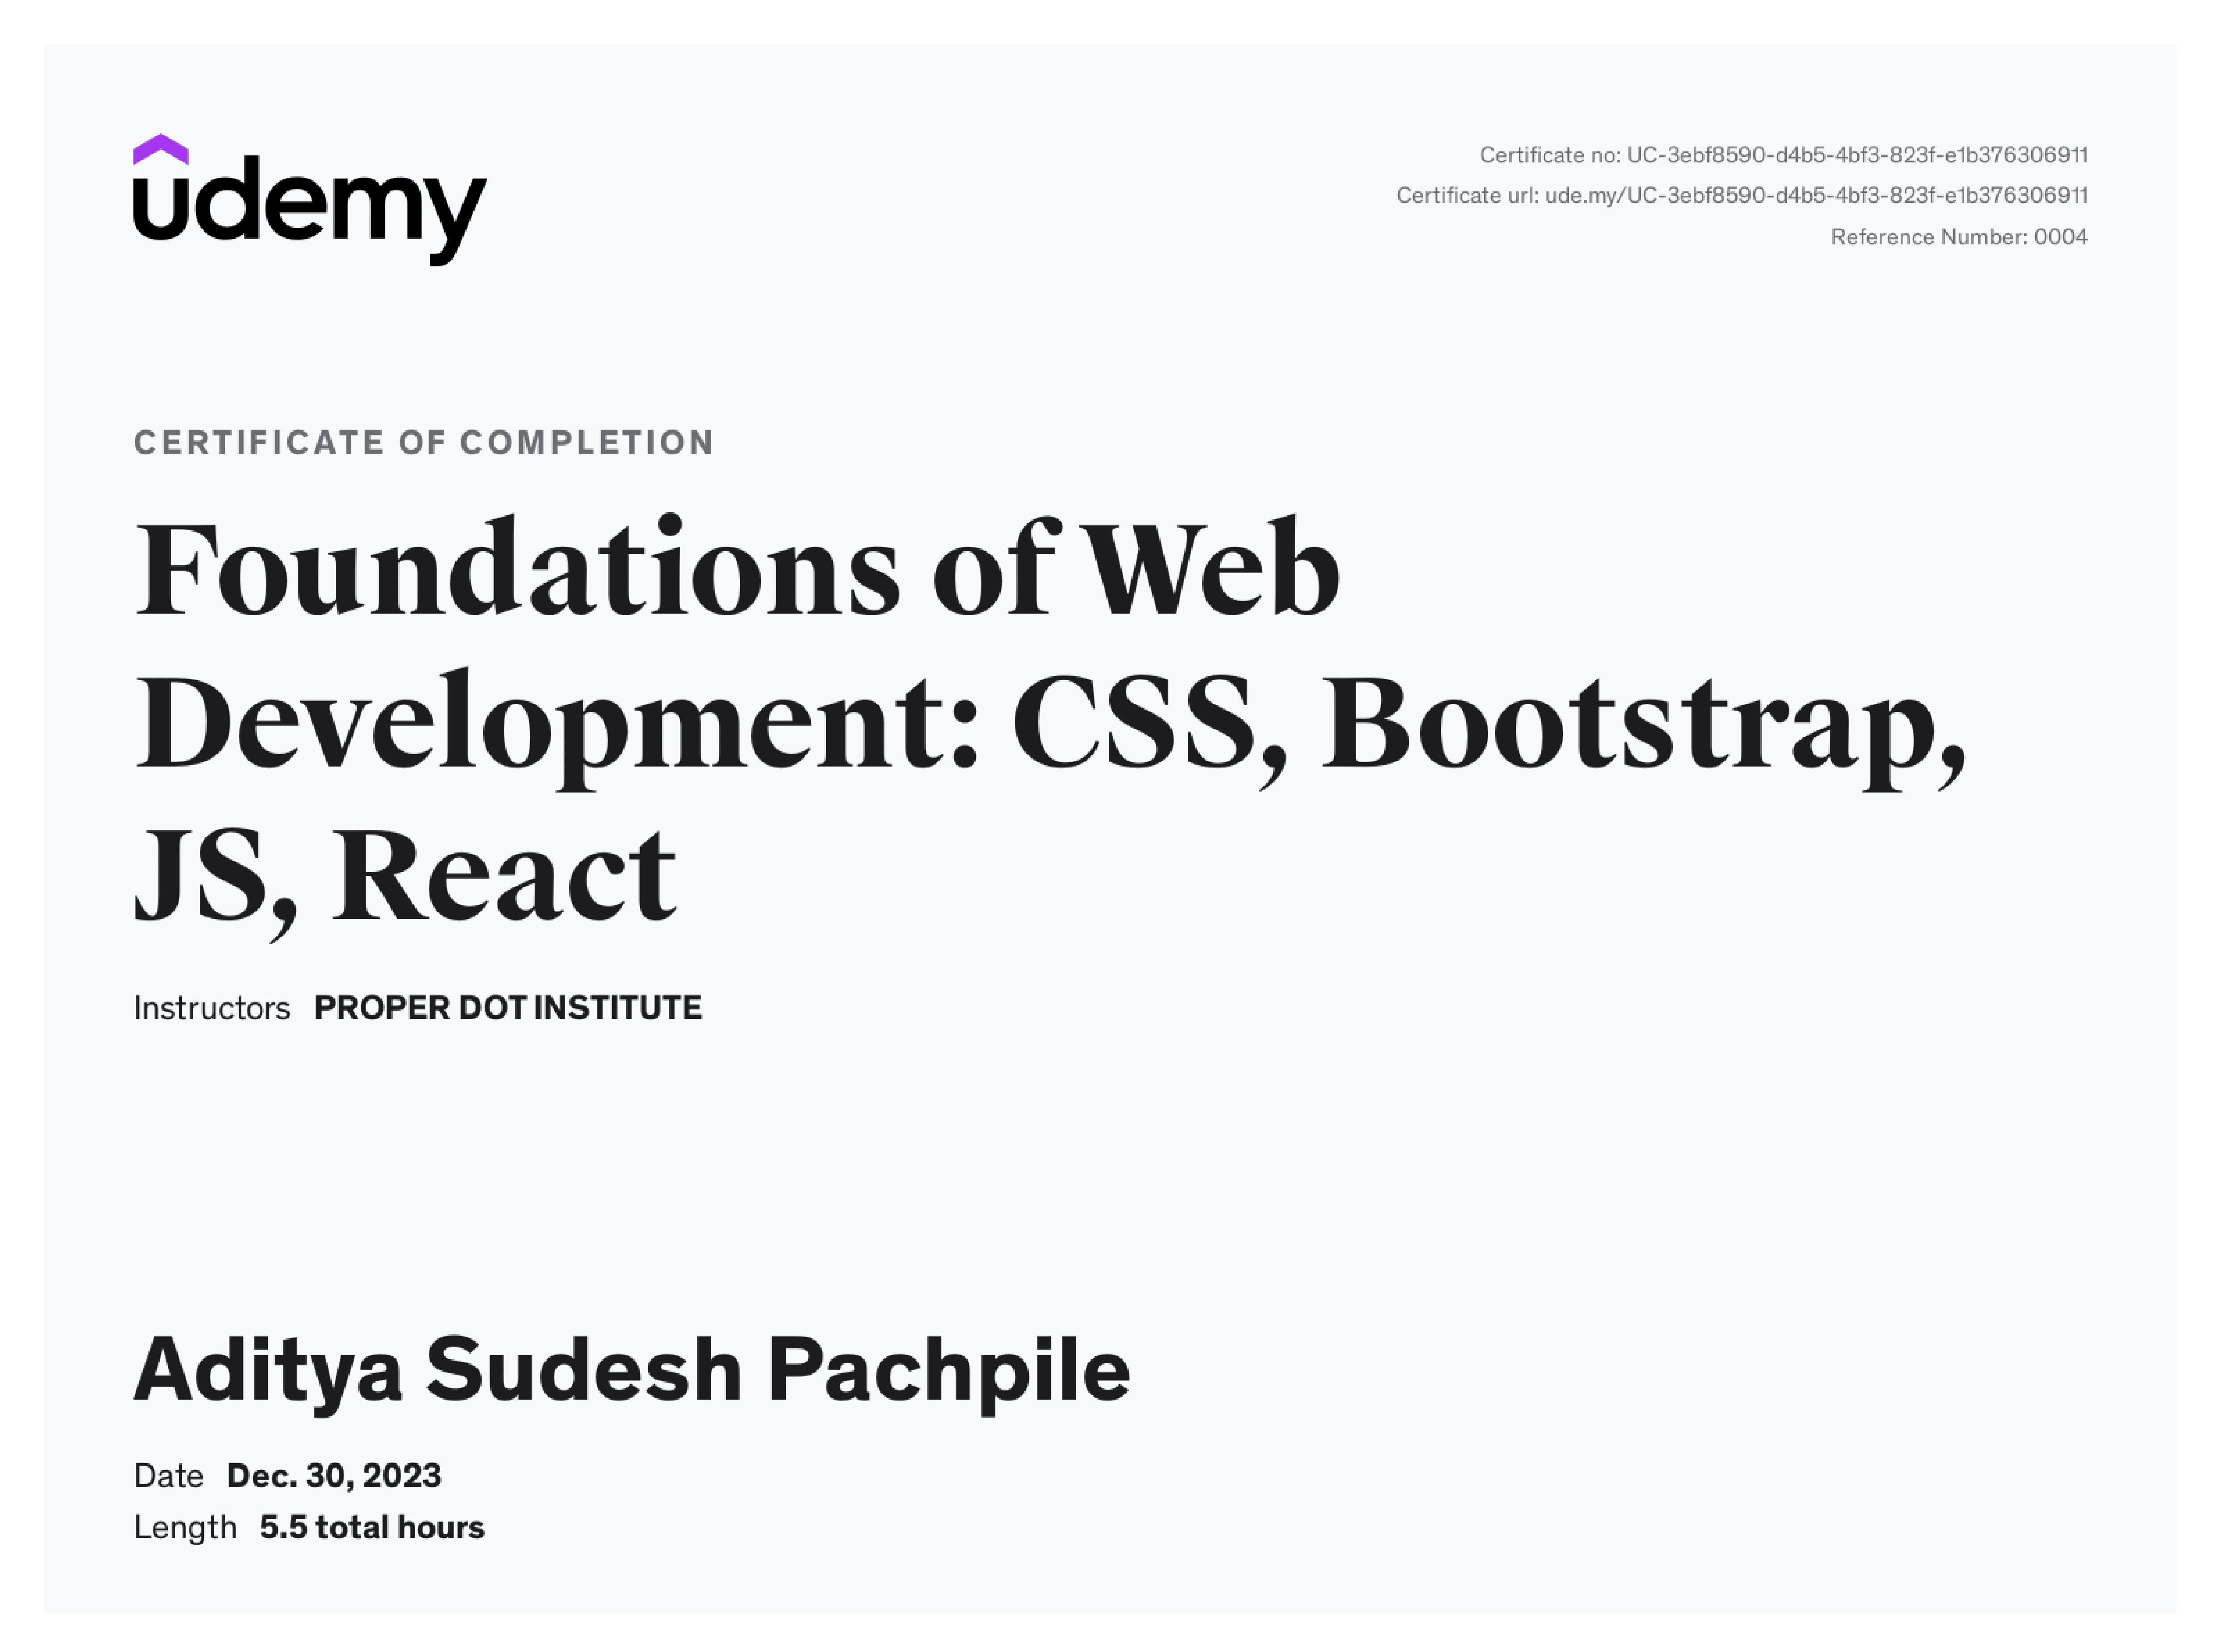 udemy
Certificate no: UC-3ebf8590-d4b5-4bf3-823f-e1b376306911
Certificate url: ude.my/UC-3ebf8590-d4b5-4bf3-823f-e1b376306911
Reference Number: 0004
CERTIFICATE OF COMPLETION
Foundations of Web
Development: CSS, Bootstrap,
JS, React
Instructors PROPER DOT INSTITUTE
Aditya Sudesh Pachpile
Date Dec. 30, 2023
Length 5.5 total hours